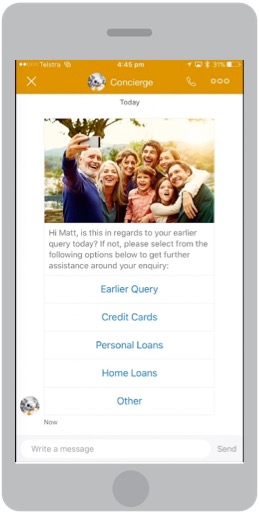 Telstra 4:45 pm 31%
Concierge
Today
Hi Matt, is this in regards to your earlier
query today? If not, please select from the
following options below to get further
assistance around your enquiry:
Earlier Query
Credit Cards
Personal Loans
Home Loans
Other
Now
Write a message Send